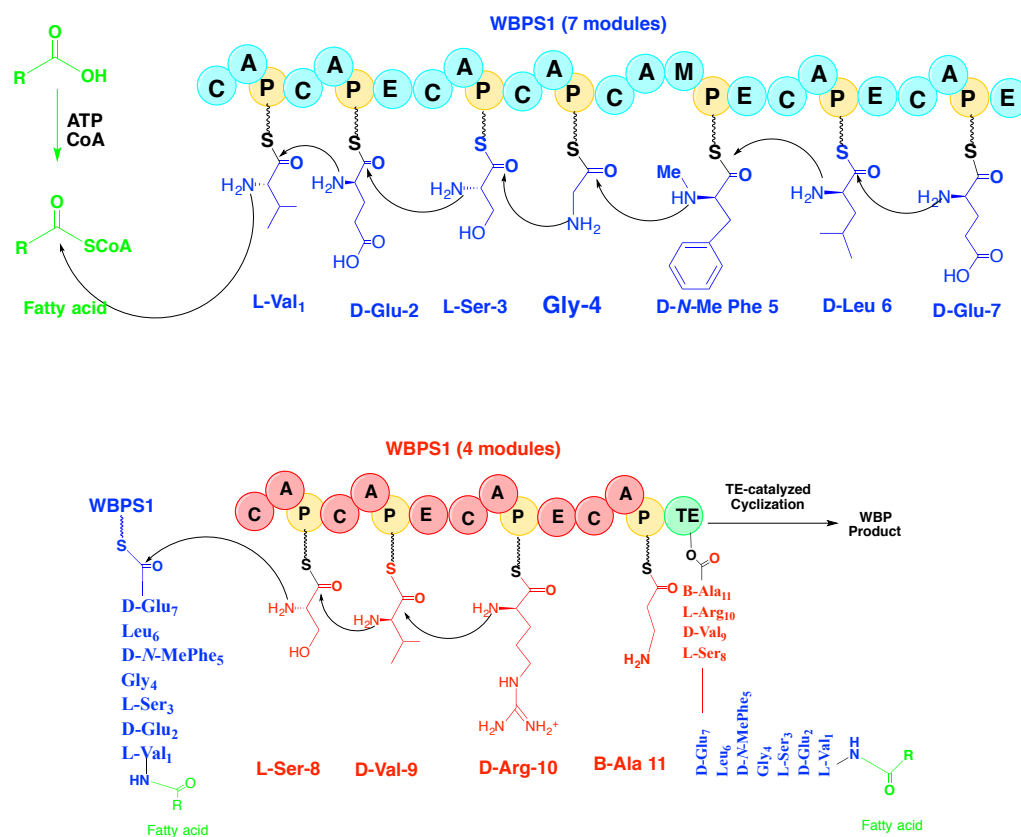 WBPS1 (7 modules)
O
R
OH
ATP
CoA
O
R
SCoA
Fatty acid
C A P C A P E C A P C A P C A M P E C A P E C A P E
S S S S S S S
O O O O O O O
H₂N
H₂N
HO
O
H₂N
HO
NH₂
Me
HN
H₂N
H₂N
HO
O
L-Val₁
D-Glu-2
L-Ser-3
Gly-4
D-N-Me Phe 5
D-Leu 6
D-Glu-7
WBPS1 (4 modules)
C A P C A P E C A P E C A P TE
TE-catalyzed
Cyclization
WBP
Product
WBPS1
S
O
D-Glu₇
Leu₆
D-N-MePhe₅
Gly₄
L-Ser₃
D-Glu₂
L-Val₁
HN
O
R
Fatty acid
S S S S
O O O O
H₂N
HO
H₂N
H₂N
HN
H₂N
NH₂⁺
H₂N
L-Ser-8
D-Val-9
D-Arg-10
B-Ala 11
O
O
B-Ala₁₁
L-Arg₁₀
D-Val₉
L-Ser₈
D-Glu₇
Leu₆
D-N-MePhe₅
Gly₄
L-Ser₃
D-Glu₂
L-Val₁
H
N
R
O
Fatty acid